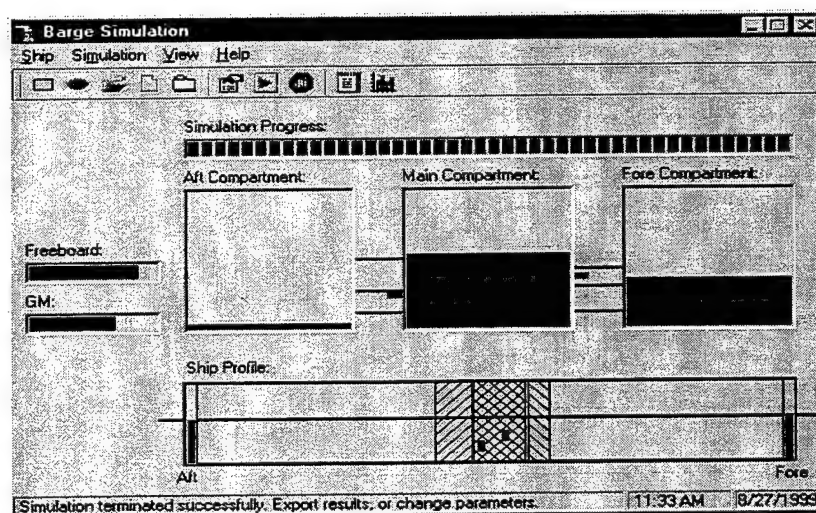 Barge Simulation
Ship Simulation View Help
Simulation Progress:
Aft Compartment: Main Compartment: Fore Compartment:
Freeboard:
GM:
Ship Profile:
Aft Fore
Simulation terminated successfully. Export results, or change parameters. 11:33 AM 8/27/1999